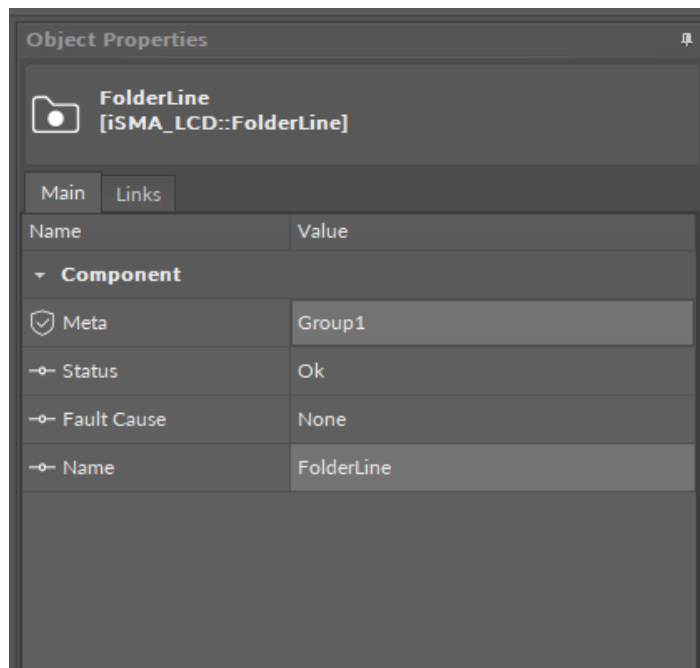 Object Properties
FolderLine
[iSMA_LCD::FolderLine]
Main Links
Name Value
Component
Meta Group1
Status Ok
Fault Cause None
Name FolderLine